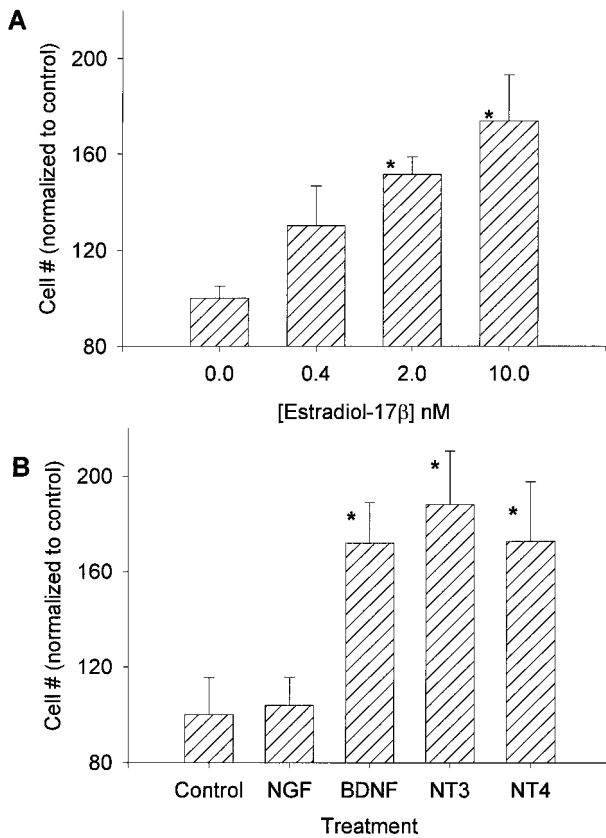 A
Cell # (normalized to control)
200
160
120
80
*
*
0.0 0.4 2.0 10.0
[Estradiol-17β] nM
B
Cell # (normalized to control)
200
160
120
80
*
*
*
Control NGF BDNF NT3 NT4
Treatment